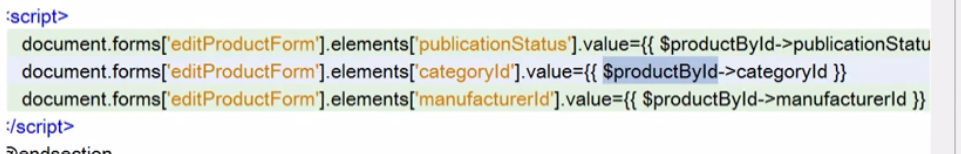 <script>
document.forms['editProductForm'].elements['publicationStatus'].value={{ $productById->publicationStatu
document.forms['editProductForm'].elements['categoryId'].value={{ $productById->categoryId }}
document.forms['editProductForm'].elements['manufacturerId'].value={{ $productById->manufacturerId }}
</script>
@endsection